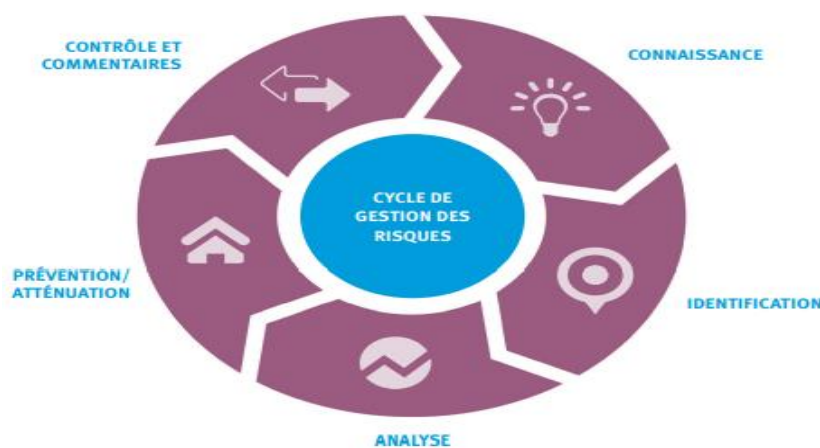 CONTRÔLE ET
COMMENTAIRES
CONNAISSANCE
CYCLE DE
GESTION DES
RISQUES
PRÉVENTION/
ATTÉNUATION
IDENTIFICATION
ANALYSE